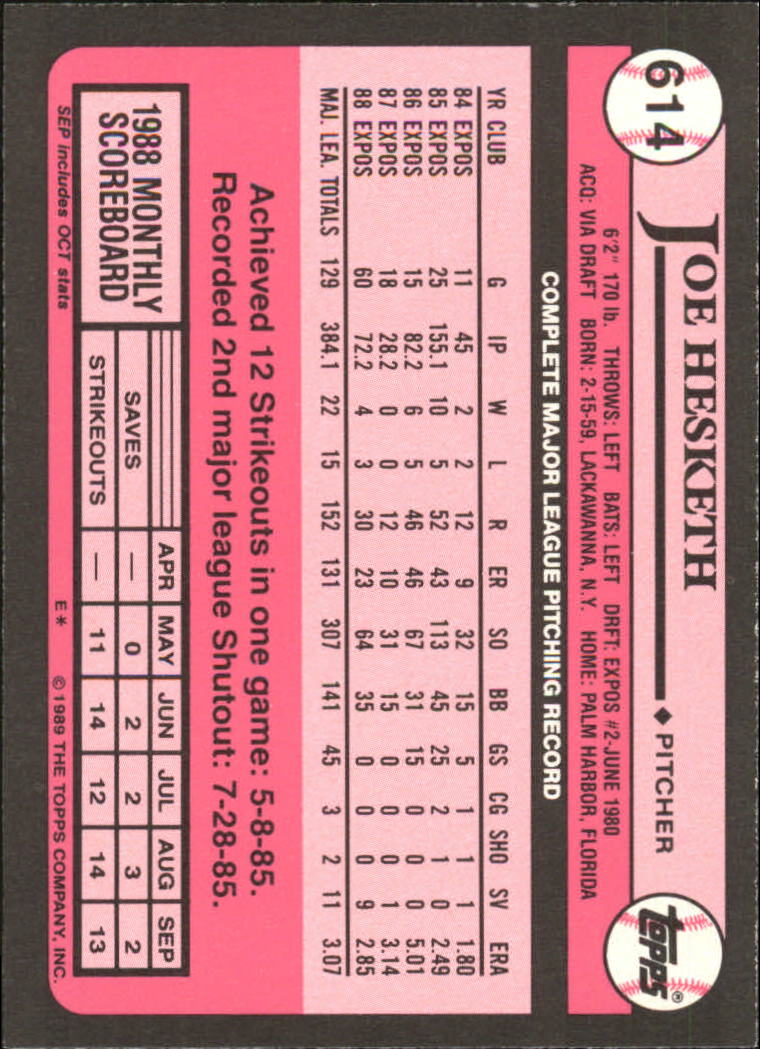 614
JOE HESKETH ◆ PITCHER
Topps®
6'2" 170 lb. THROWS: LEFT BATS: LEFT DRFT: EXPOS #2-JUNE 1980
ACQ: VIA DRAFT BORN: 2-15-59, LACKAWANNA, N.Y. HOME: PALM HARBOR, FLORIDA
COMPLETE MAJOR LEAGUE PITCHING RECORD
YR CLUB G IP W L R ER SO BB GS CG SHO SV ERA
84 EXPOS 11 45 2 2 12 9 32 15 5 1 1 1 1.80
85 EXPOS 25 155.1 10 5 52 43 113 45 25 2 1 0 2.49
86 EXPOS 15 82.2 6 5 46 46 67 31 15 0 0 0 5.01
87 EXPOS 18 28.2 0 0 12 10 31 15 0 0 0 1 3.14
88 EXPOS 60 72.2 4 3 30 23 64 35 0 0 0 9 2.85
MAJ. LEA. TOTALS 129 384.1 22 15 152 131 307 141 45 3 2 11 3.07
Achieved 12 Strikeouts in one game: 5-8-85.
Recorded 2nd major league Shutout: 7-28-85.
1988 MONTHLY
SCOREBOARD
APR MAY JUN JUL AUG SEP
SAVES — 0 2 2 3 2
STRIKEOUTS — 11 14 12 14 13
SEP includes OCT stats
E* © 1989 THE TOPPS COMPANY, INC.